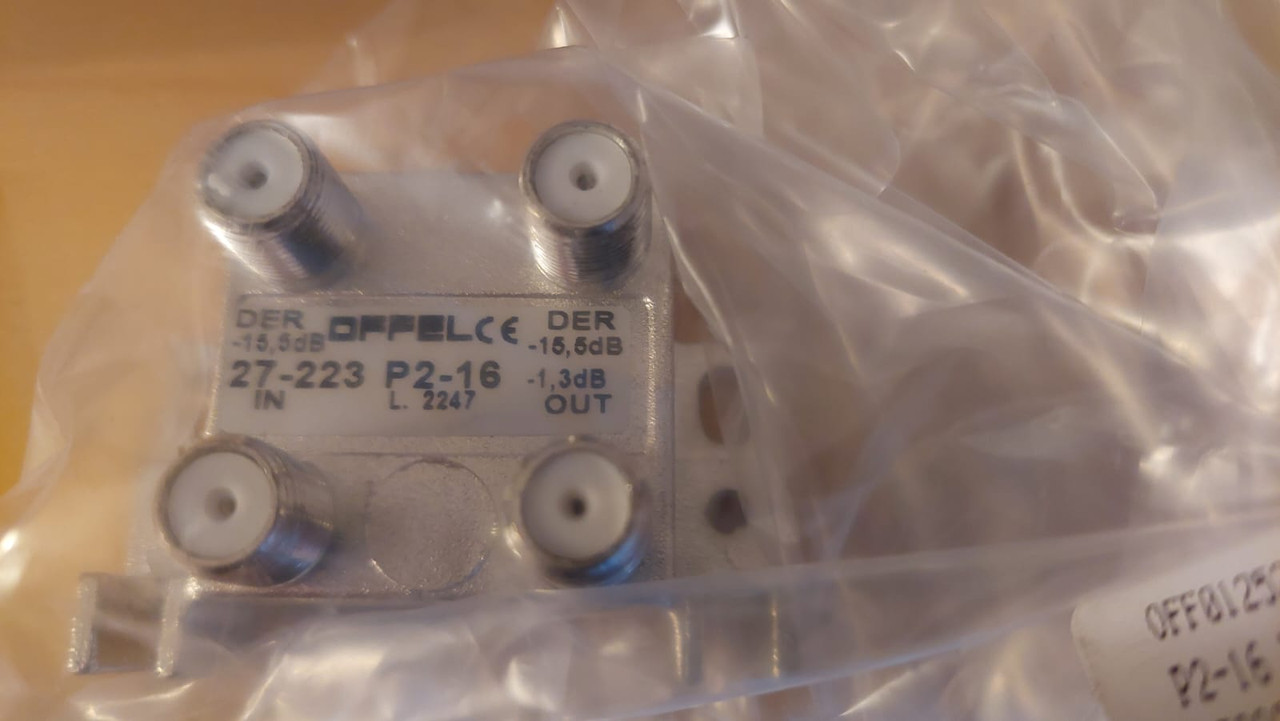 DER OFFEL CE DER
-15,5dB -15,5dB
27-223 P2-16 -1,3dB
IN L. 2247 OUT
P2-16